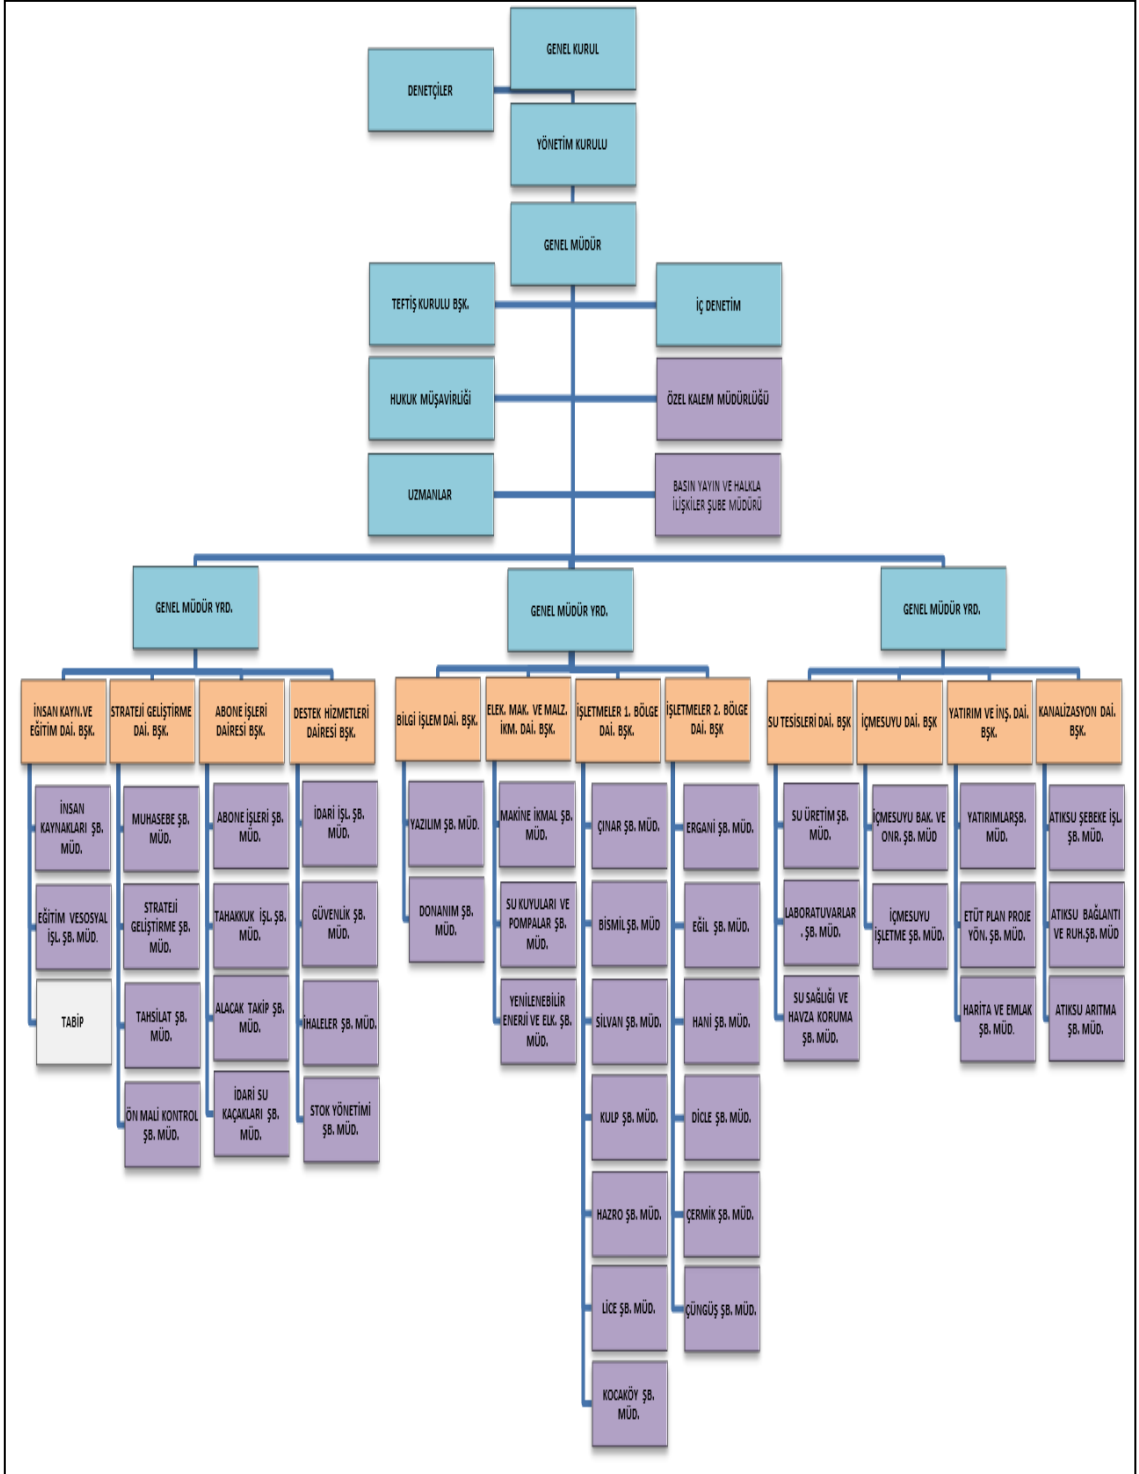 GENEL KURUL
DENETÇİLER
YÖNETİM KURULU
GENEL MÜDÜR
TEFTİŞ KURULU BŞK.
İÇ DENETİM
HUKUK MÜŞAVİRLİĞİ
ÖZEL KALEM MÜDÜRLÜĞÜ
UZMANLAR
BASIN YAYIN VE HALKLA
İLİŞKİLER ŞUBE MÜDÜRÜ
GENEL MÜDÜR YRD.
GENEL MÜDÜR YRD.
GENEL MÜDÜR YRD.
İNSAN KAYN.VE
EĞİTİM DAİ. BŞK.
STRATEJİ GELİŞTİRME
DAİ. BŞK.
ABONE İŞLERİ
DAİRESİ BŞK.
DESTEK HİZMETLERİ
DAİRESİ BŞK.
BİLGİ İŞLEM DAİ. BŞK.
ELEK. MAK. VE MALZ.
İKM. DAİ. BŞK.
İŞLETMELER 1. BÖLGE
DAİ. BŞK.
İŞLETMELER 2. BÖLGE
DAİ. BŞK
SU TESİSLERİ DAİ. BŞK
İÇMESUYU DAİ. BŞK
YATIRIM VE İNŞ. DAİ.
BŞK.
KANALİZASYON DAİ.
BŞK.
İNSAN
KAYNAKLARI ŞB.
MÜD.
EĞİTİM VESOSYAL
İŞL. ŞB. MÜD.
TABİP
MUHASEBE ŞB.
MÜD.
STRATEJİ
GELİŞTİRME ŞB.
MÜD.
TAHSİLAT ŞB.
MÜD.
ÖN MALİ KONTROL
ŞB. MÜD.
ABONE İŞLERİ ŞB.
MÜD.
TAHAKKUK İŞL. ŞB.
MÜD.
ALACAK TAKİP ŞB.
MÜD.
İDARİ SU
KAÇAKLARI ŞB.
MÜD.
İDARİ İŞL. ŞB.
MÜD.
GÜVENLİK ŞB.
MÜD.
İHALELER ŞB. MÜD.
STOK YÖNETİMİ
ŞB. MÜD.
YAZILIM ŞB. MÜD.
DONANIM ŞB.
MÜD.
MAKİNE İKMAL ŞB.
MÜD.
SU KUYULARI VE
POMPALAR ŞB.
MÜD.
YENİLENEBİLİR
ENERJİ VE ELK. ŞB.
MÜD.
ÇINAR ŞB. MÜD.
BİSMİL ŞB. MÜD
SİLVAN ŞB. MÜD.
KULP ŞB. MÜD.
HAZRO ŞB. MÜD.
LİCE ŞB. MÜD.
KOCAKÖY ŞB.
MÜD.
ERGANİ ŞB. MÜD.
EĞİL ŞB. MÜD.
HANİ ŞB. MÜD.
DİCLE ŞB. MÜD.
ÇERMİK ŞB. MÜD.
ÇÜNGÜŞ ŞB. MÜD.
SU ÜRETİM ŞB.
MÜD.
LABORATUVARLAR
. ŞB. MÜD.
SU SAĞLIĞI VE
HAVZA KORUMA
ŞB. MÜD.
İÇMESUYU BAK. VE
ONR. ŞB. MÜD
İÇMESUYU
İŞLETME ŞB. MÜD.
YATIRIMLARŞB.
MÜD.
ETÜT PLAN PROJE
YÖN. ŞB. MÜD.
HARİTA VE EMLAK
ŞB. MÜD.
ATIKSU ŞEBEKE İŞL.
ŞB. MÜD.
ATIKSU BAĞLANTI
VE RUH.ŞB. MÜD
ATIKSU ARITMA
ŞB. MÜD.